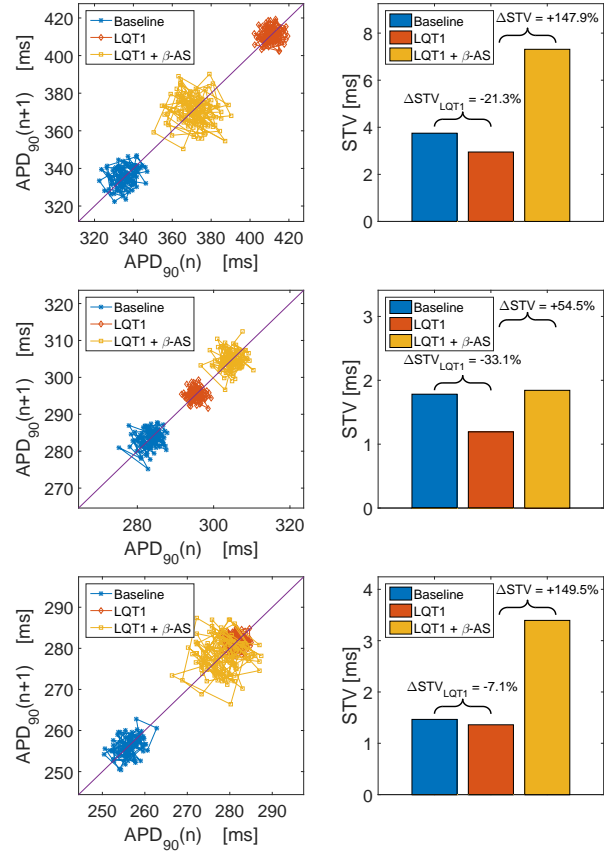 420
400
380
360
340
320
APD90(n+1) [ms]
Baseline
LQT1
LQT1 + β-AS
320 340 360 380 400 420
APD90(n) [ms]
8
6
4
2
0
STV [ms]
Baseline
LQT1
LQT1 + β-AS
ΔSTV = +147.9%
ΔSTVLQT1 = -21.3%
320
310
300
290
280
270
APD90(n+1) [ms]
Baseline
LQT1
LQT1 + β-AS
280 300 320
APD90(n) [ms]
3
2
1
0
STV [ms]
Baseline
LQT1
LQT1 + β-AS
ΔSTV = +54.5%
ΔSTVLQT1 = -33.1%
290
280
270
260
250
APD90(n+1) [ms]
Baseline
LQT1
LQT1 + β-AS
250 260 270 280 290
APD90(n) [ms]
4
3
2
1
0
STV [ms]
Baseline
LQT1
LQT1 + β-AS
ΔSTV = +149.5%
ΔSTVLQT1 = -7.1%